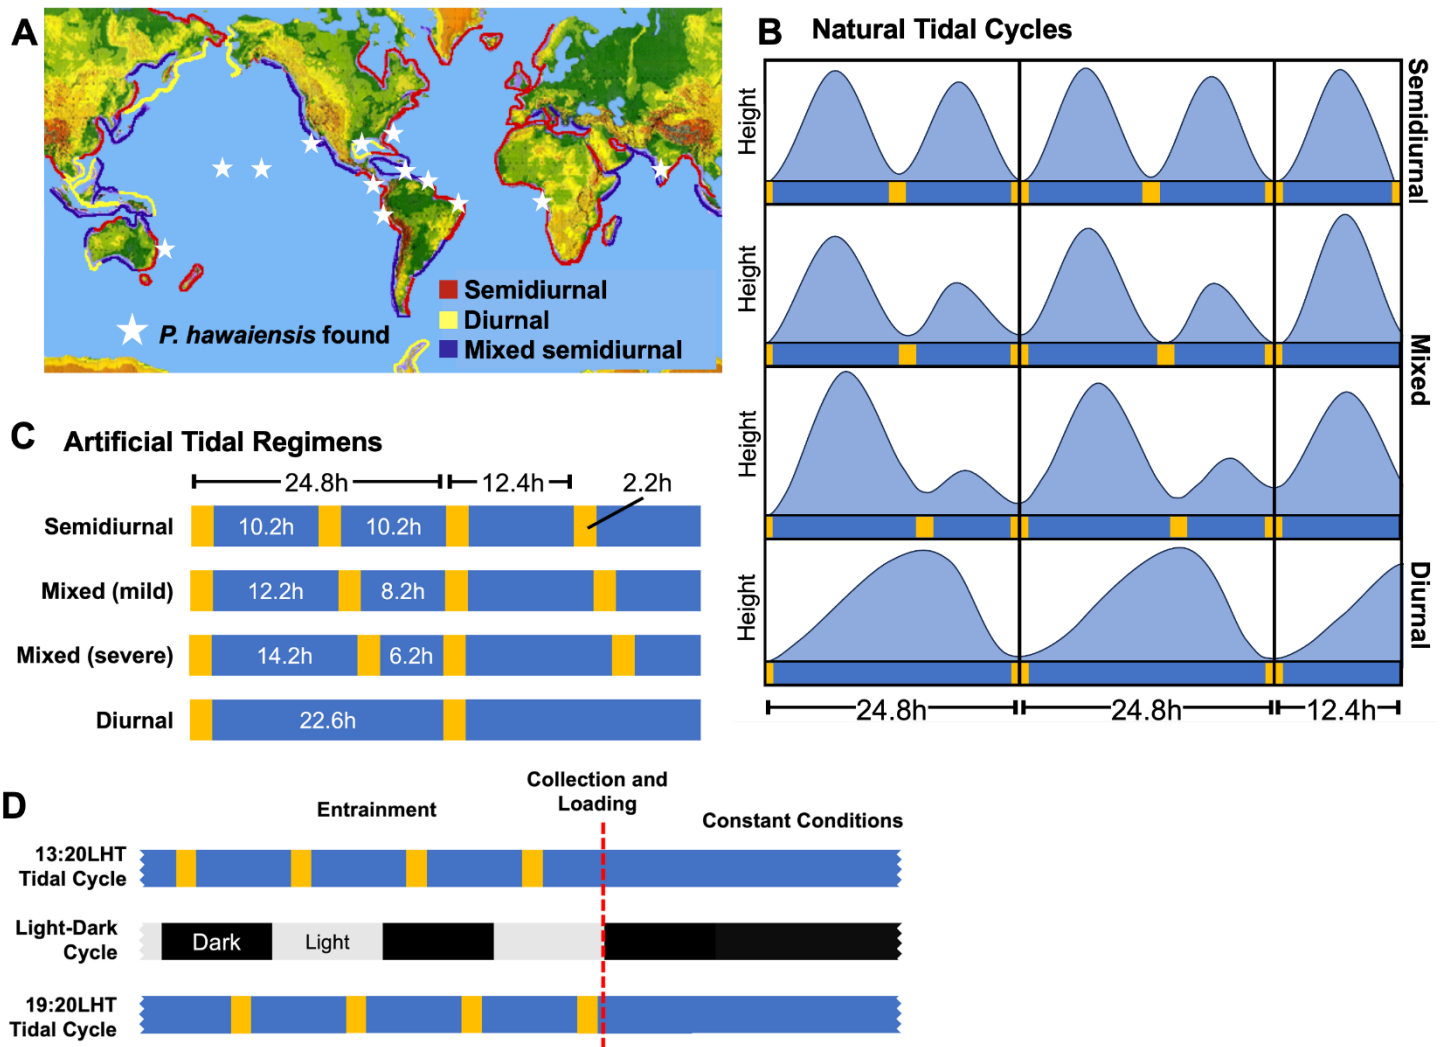 A
Semidiurnal
Diurnal
Mixed semidiurnal
P. hawaiensis found
B
Natural Tidal Cycles
Height
Semidiurnal
Height
Mixed
Height
Height
Diurnal
24.8h
24.8h
12.4h
C
Artificial Tidal Regimens
24.8h
12.4h
2.2h
Semidiurnal
10.2h
10.2h
Mixed (mild)
12.2h
8.2h
Mixed (severe)
14.2h
6.2h
Diurnal
22.6h
D
Entrainment
Collection and
Loading
Constant Conditions
13:20LHT
Tidal Cycle
Light-Dark
Cycle
Dark
Light
19:20LHT
Tidal Cycle